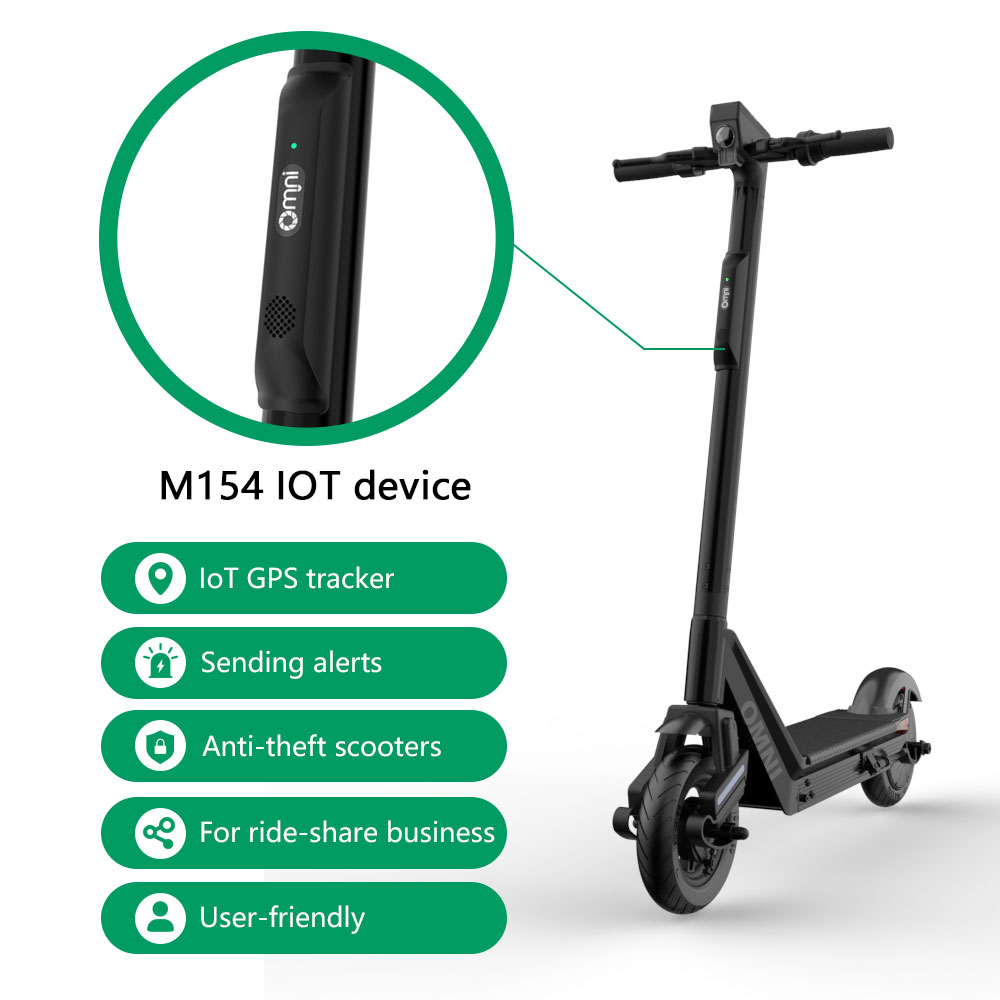 Omni
Omni
M154 IOT device
IoT GPS tracker
Sending alerts
Anti-theft scooters
For ride-share business
User-friendly
OMNI